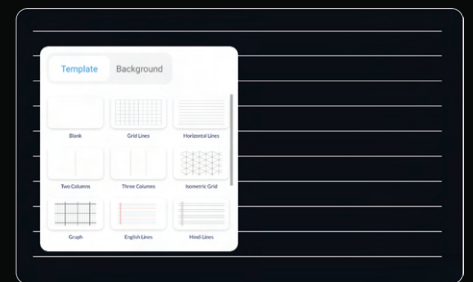 Template Background
Blank Grid Lines Horizontal Lines
Two Columns Three Columns Isometric Grid
Graph English Lines Hindi Lines